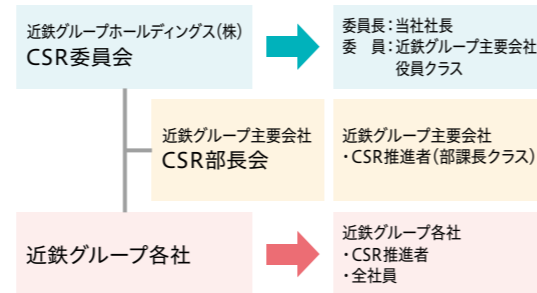 近鉄グループホールディングス(株)
CSR委員会
委員長：当社社長
委　員：近鉄グループ主要会社
役員クラス
近鉄グループ主要会社
CSR部長会
近鉄グループ主要会社
・CSR推進者(部課長クラス)
近鉄グループ各社
近鉄グループ各社
・CSR推進者
・全社員